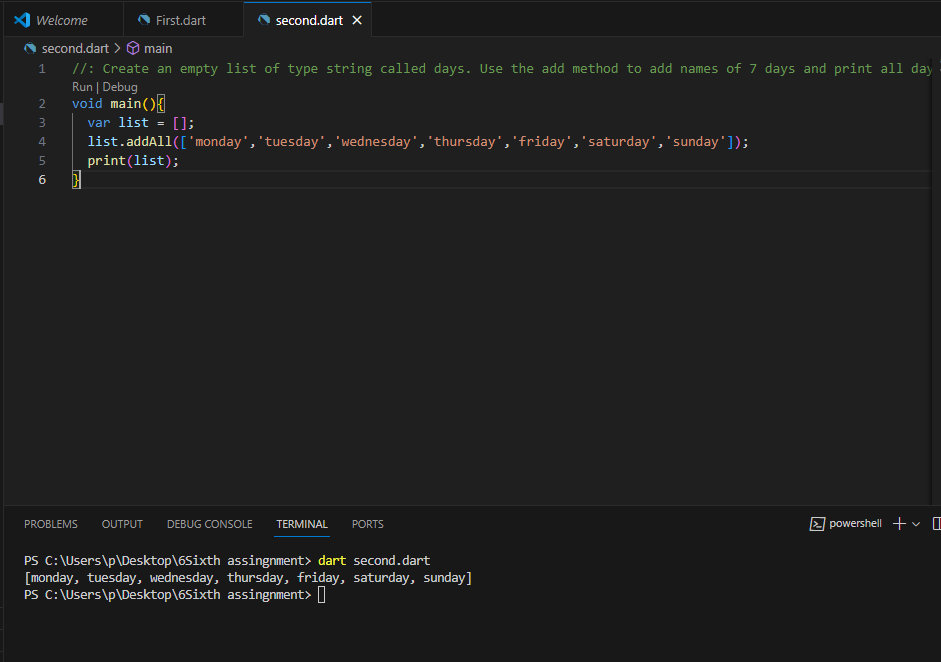 Welcome First.dart second.dart
second.dart > main
1 //: Create an empty list of type string called days. Use the add method to add names of 7 days and print all day
Run | Debug
2 void main(){
3 var list = [];
4 list.addAll(['monday','tuesday','wednesday','thursday','friday','saturday','sunday']);
5 print(list);
6 }
PROBLEMS OUTPUT DEBUG CONSOLE TERMINAL PORTS powershell
PS C:\Users\p\Desktop\6Sixth assingnment> dart second.dart
[monday, tuesday, wednesday, thursday, friday, saturday, sunday]
PS C:\Users\p\Desktop\6Sixth assingnment>